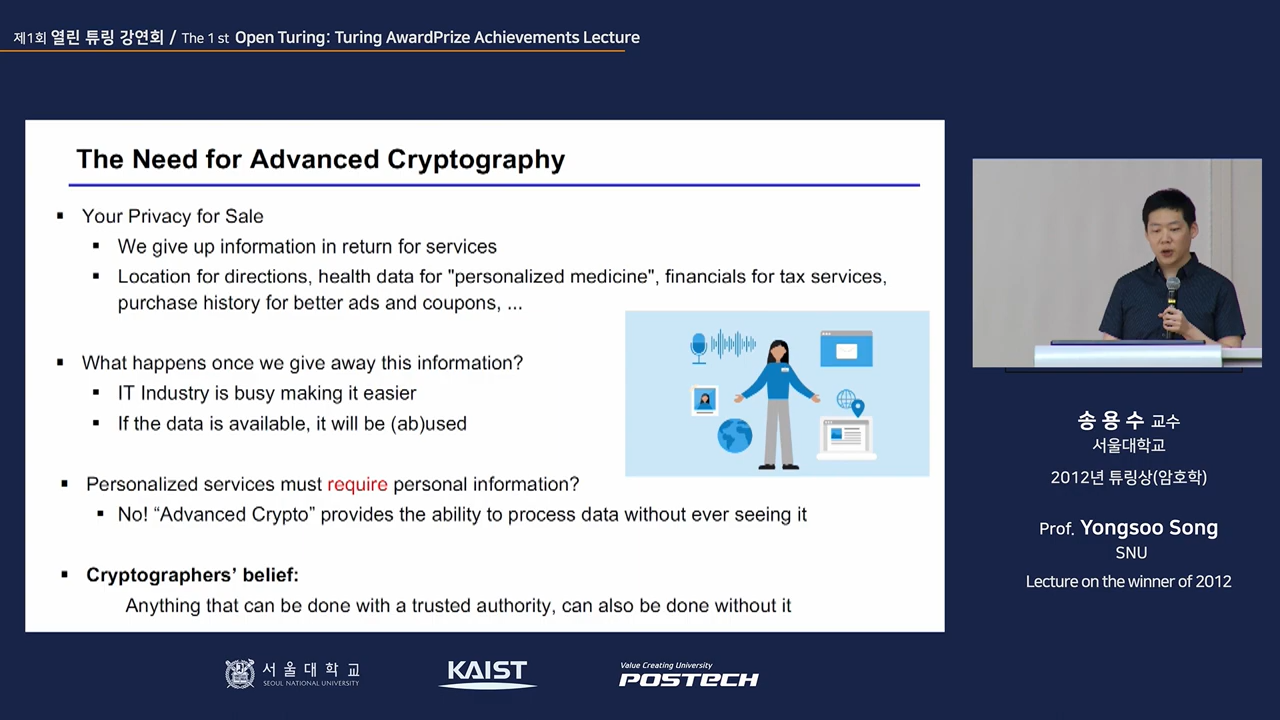 제1회 열린 튜링 강연회 / The 1 st Open Turing: Turing AwardPrize Achievements Lecture
The Need for Advanced Cryptography
▪ Your Privacy for Sale
▪ We give up information in return for services
▪ Location for directions, health data for "personalized medicine", financials for tax services,
purchase history for better ads and coupons, ...
▪ What happens once we give away this information?
▪ IT Industry is busy making it easier
▪ If the data is available, it will be (ab)used
▪ Personalized services must require personal information?
▪ No! “Advanced Crypto” provides the ability to process data without ever seeing it
▪ Cryptographers’ belief:
Anything that can be done with a trusted authority, can also be done without it
송용수 교수
서울대학교
2012년 튜링상(암호학)
Prof. Yongsoo Song
SNU
Lecture on the winner of 2012
서울대학교
SEOUL NATIONAL UNIVERSITY
KAIST
Value Creating University
POSTECH